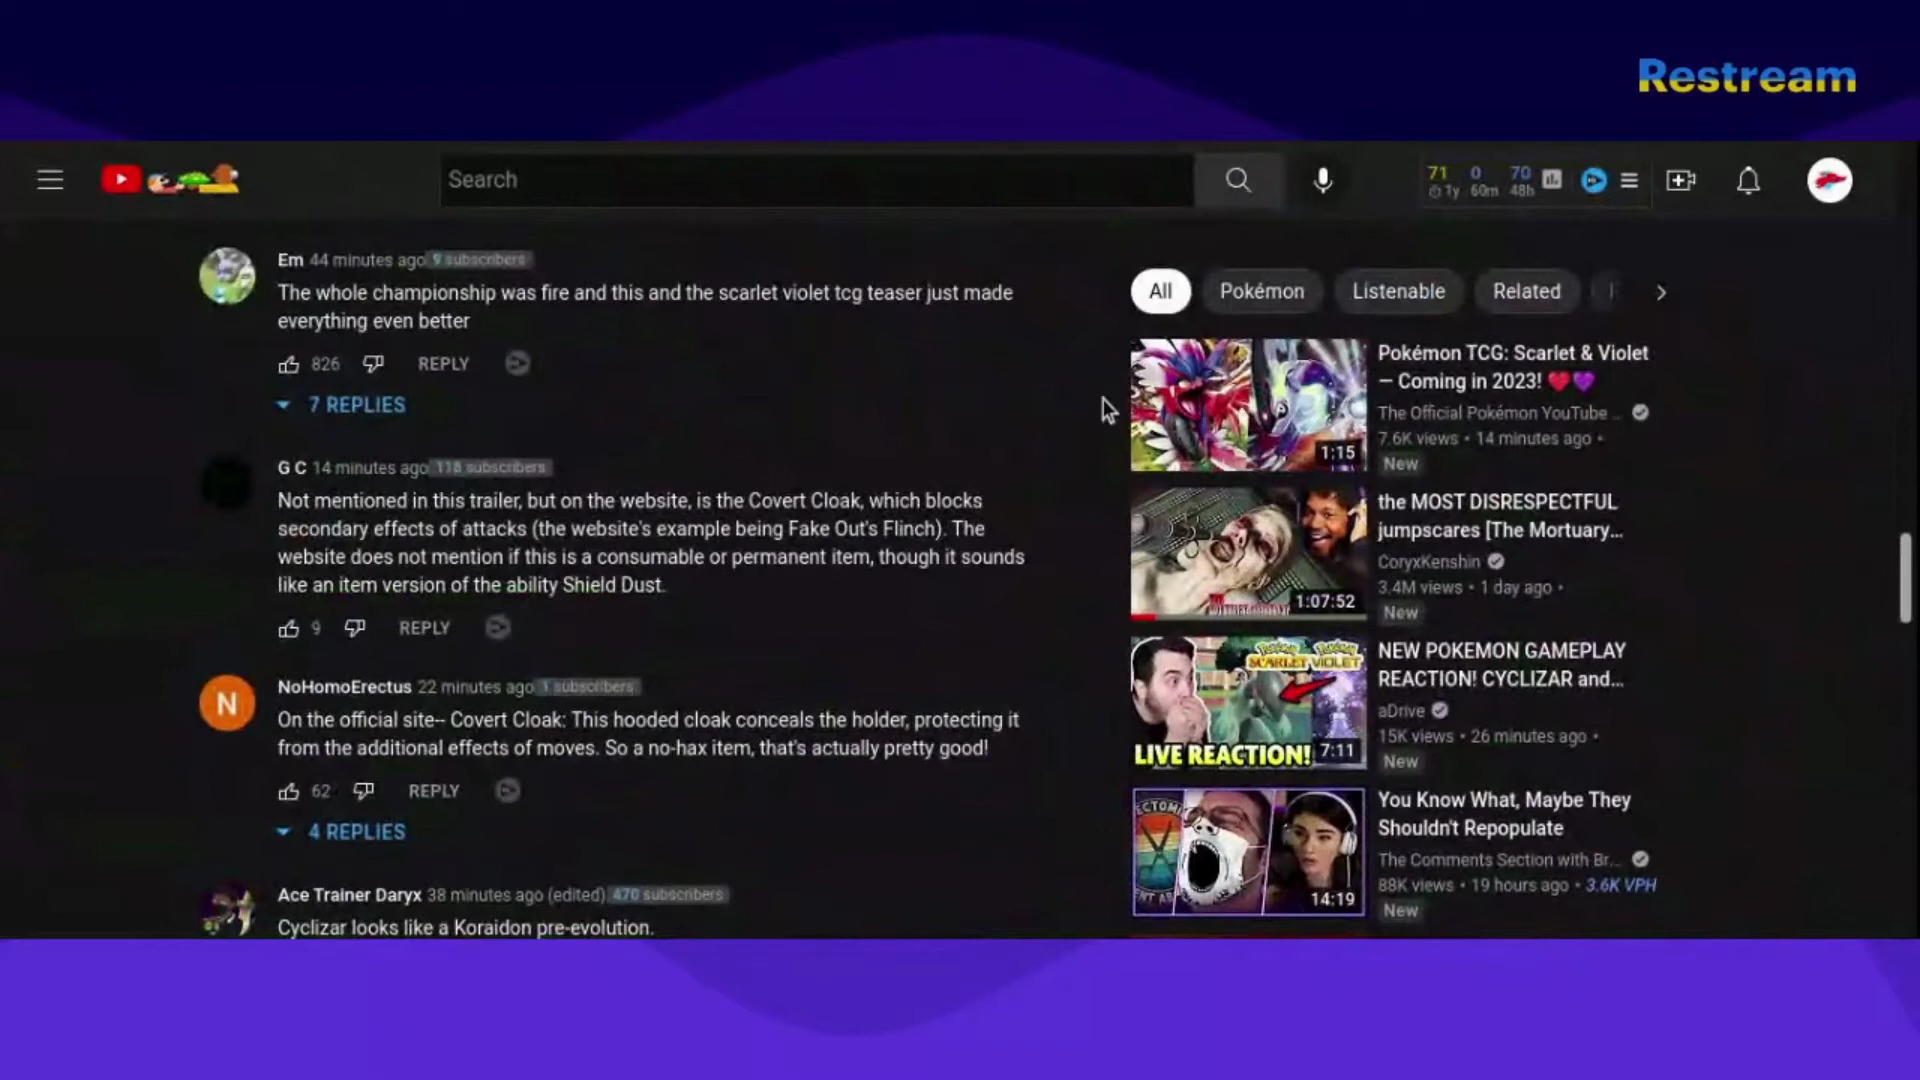 Restream
Search
71 0 70
1y 60m 48h
Em 44 minutes ago 9 subscribers
The whole championship was fire and this and the scarlet violet tcg teaser just made
everything even better
826 REPLY
7 REPLIES
G C 14 minutes ago 118 subscribers
Not mentioned in this trailer, but on the website, is the Covert Cloak, which blocks
secondary effects of attacks (the website's example being Fake Out's Flinch). The
website does not mention if this is a consumable or permanent item, though it sounds
like an item version of the ability Shield Dust.
9 REPLY
N
NoHomoErectus 22 minutes ago 1 subscribers
On the official site-- Covert Cloak: This hooded cloak conceals the holder, protecting it
from the additional effects of moves. So a no-hax item, that's actually pretty good!
62 REPLY
4 REPLIES
Ace Trainer Daryx 38 minutes ago (edited) 470 subscribers
Cyclizar looks like a Koraidon pre-evolution.
All Pokémon Listenable Related
1:15
Pokémon TCG: Scarlet & Violet
– Coming in 2023! ❤️💜
The Official Pokémon YouTube ...
7.6K views • 14 minutes ago •
New
1:07:52
the MOST DISRESPECTFUL
jumpscares [The Mortuary...
CoryxKenshin
3.4M views • 1 day ago •
New
Pokémon Pokémon
SCARLET VIOLET
LIVE REACTION! 7:11
NEW POKEMON GAMEPLAY
REACTION! CYCLIZAR and...
aDrive
15K views • 26 minutes ago •
New
14:19
You Know What, Maybe They
Shouldn't Repopulate
The Comments Section with Br...
88K views • 19 hours ago • 3.6K VPH
New